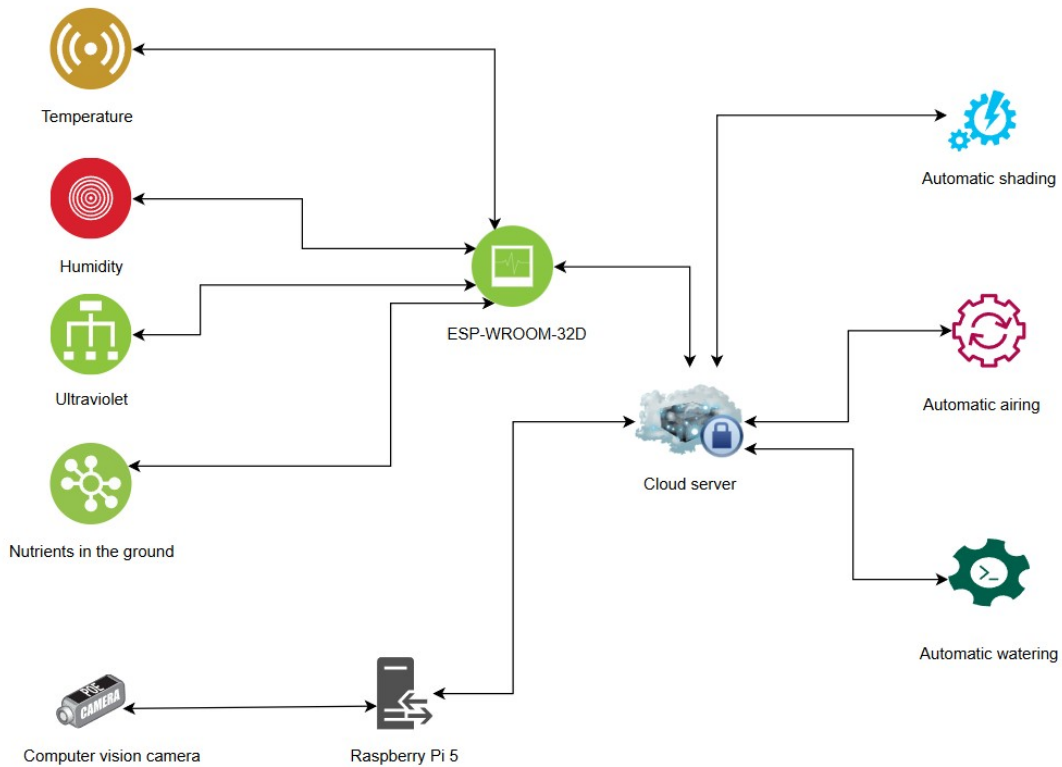 Temperature
Automatic shading
Humidity
ESP-WROOM-32D
Ultraviolet
Automatic airing
Cloud server
Nutrients in the ground
>_
Automatic watering
POE
CAMERA
Computer vision camera
Raspberry Pi 5